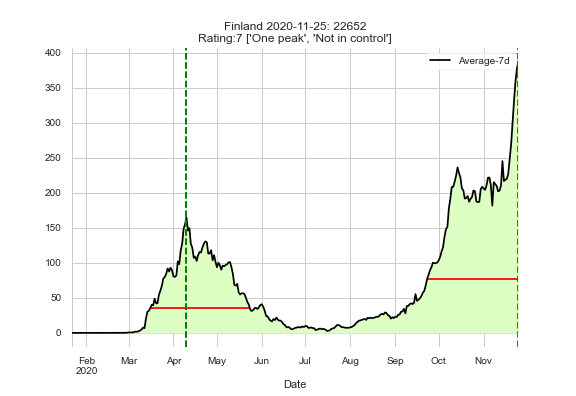 Finland 2020-11-25: 22652
Rating:7 ['One peak', 'Not in control']
400
350
300
250
200
150
100
50
0
Average-7d
Feb Mar Apr May Jun Jul Aug Sep Oct Nov
2020
Date